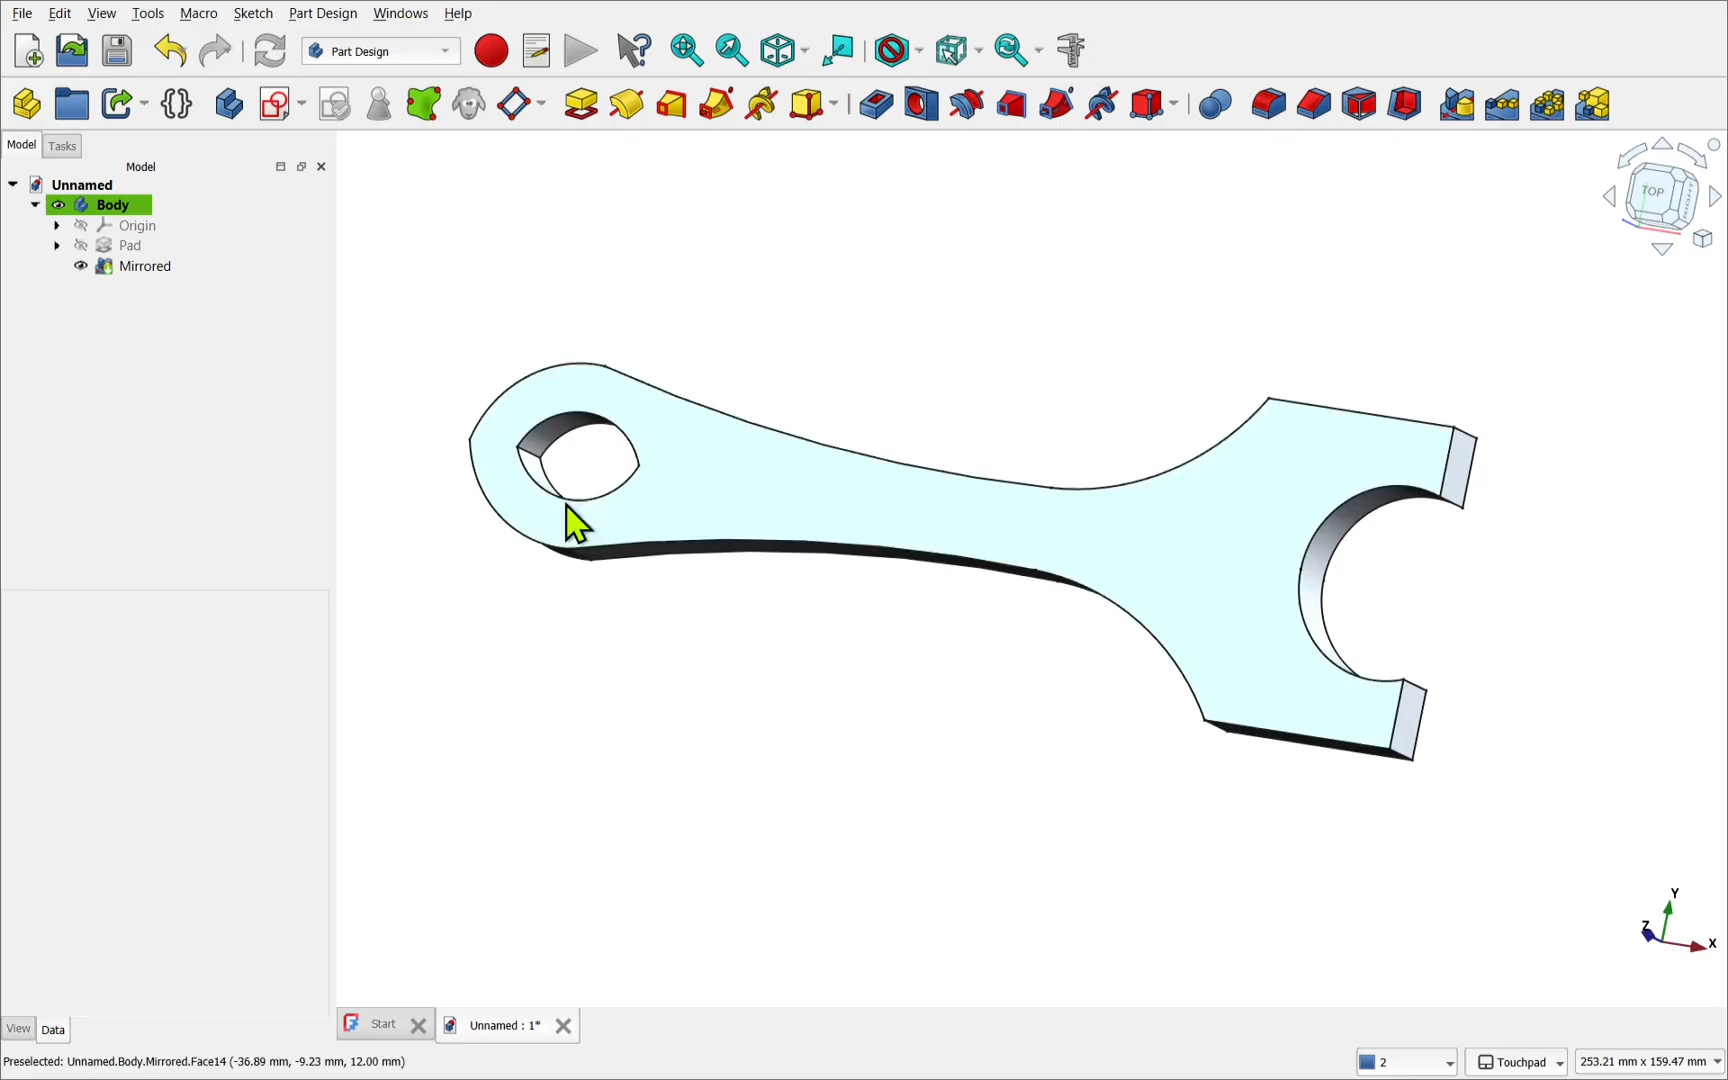 File Edit View Tools Macro Sketch Part Design Windows Help
Part Design
Model Tasks
Model
Unnamed
Body
Origin
Pad
Mirrored
TOP
RIGHT
Y
Z
X
View Data
Start Unnamed : 1*
Preselected: Unnamed.Body.Mirrored.Face14 (-36.89 mm, -9.23 mm, 12.00 mm) 2 Touchpad 253.21 mm x 159.47 mm